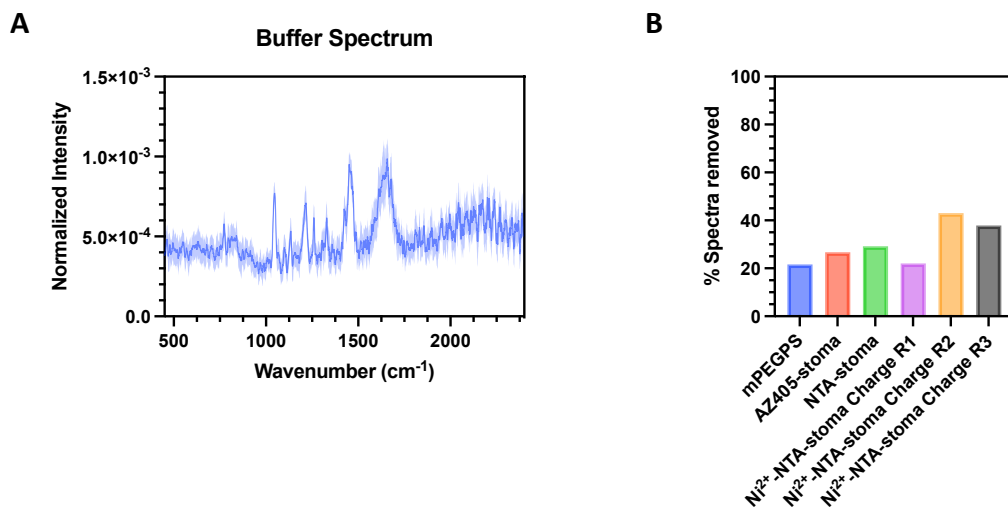 A
Buffer Spectrum
Normalized Intensity
1.5×10⁻³
1.0×10⁻³
5.0×10⁻⁴
0.0
500
1000
1500
2000
Wavenumber (cm⁻¹)
B
% Spectra removed
100
80
60
40
20
0
mPEGPS
AZ405-stoma
NTA-stoma
Ni²⁺-NTA-stoma Charge R1
Ni²⁺-NTA-stoma Charge R2
Ni²⁺-NTA-stoma Charge R3